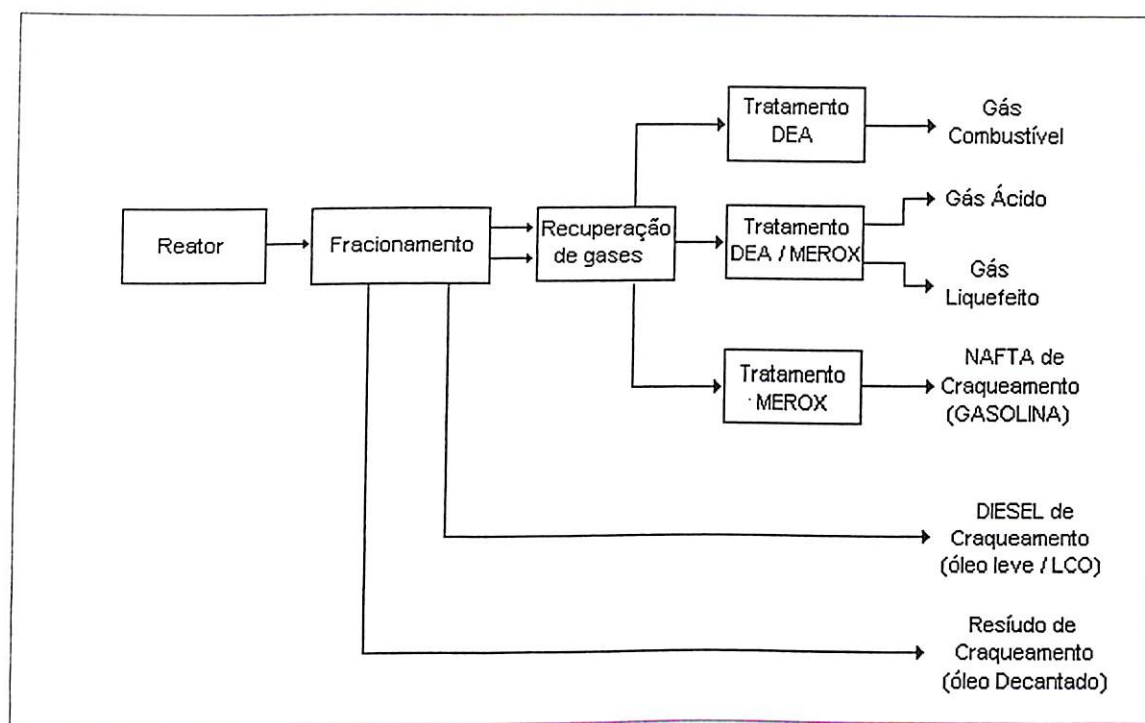 Tratamento
DEA
Gás
Combustível
Reator
Fracionamento
Recuperação
de gases
Tratamento
DEA / MEROX
Gás Ácido
Gás
Liquefeito
Tratamento
MEROX
NAFTA de
Craqueamento
(GASOLINA)
DIESEL de
Craqueamento
(óleo leve / LCO)
Resíudo de
Craqueamento
(óleo Decantado)